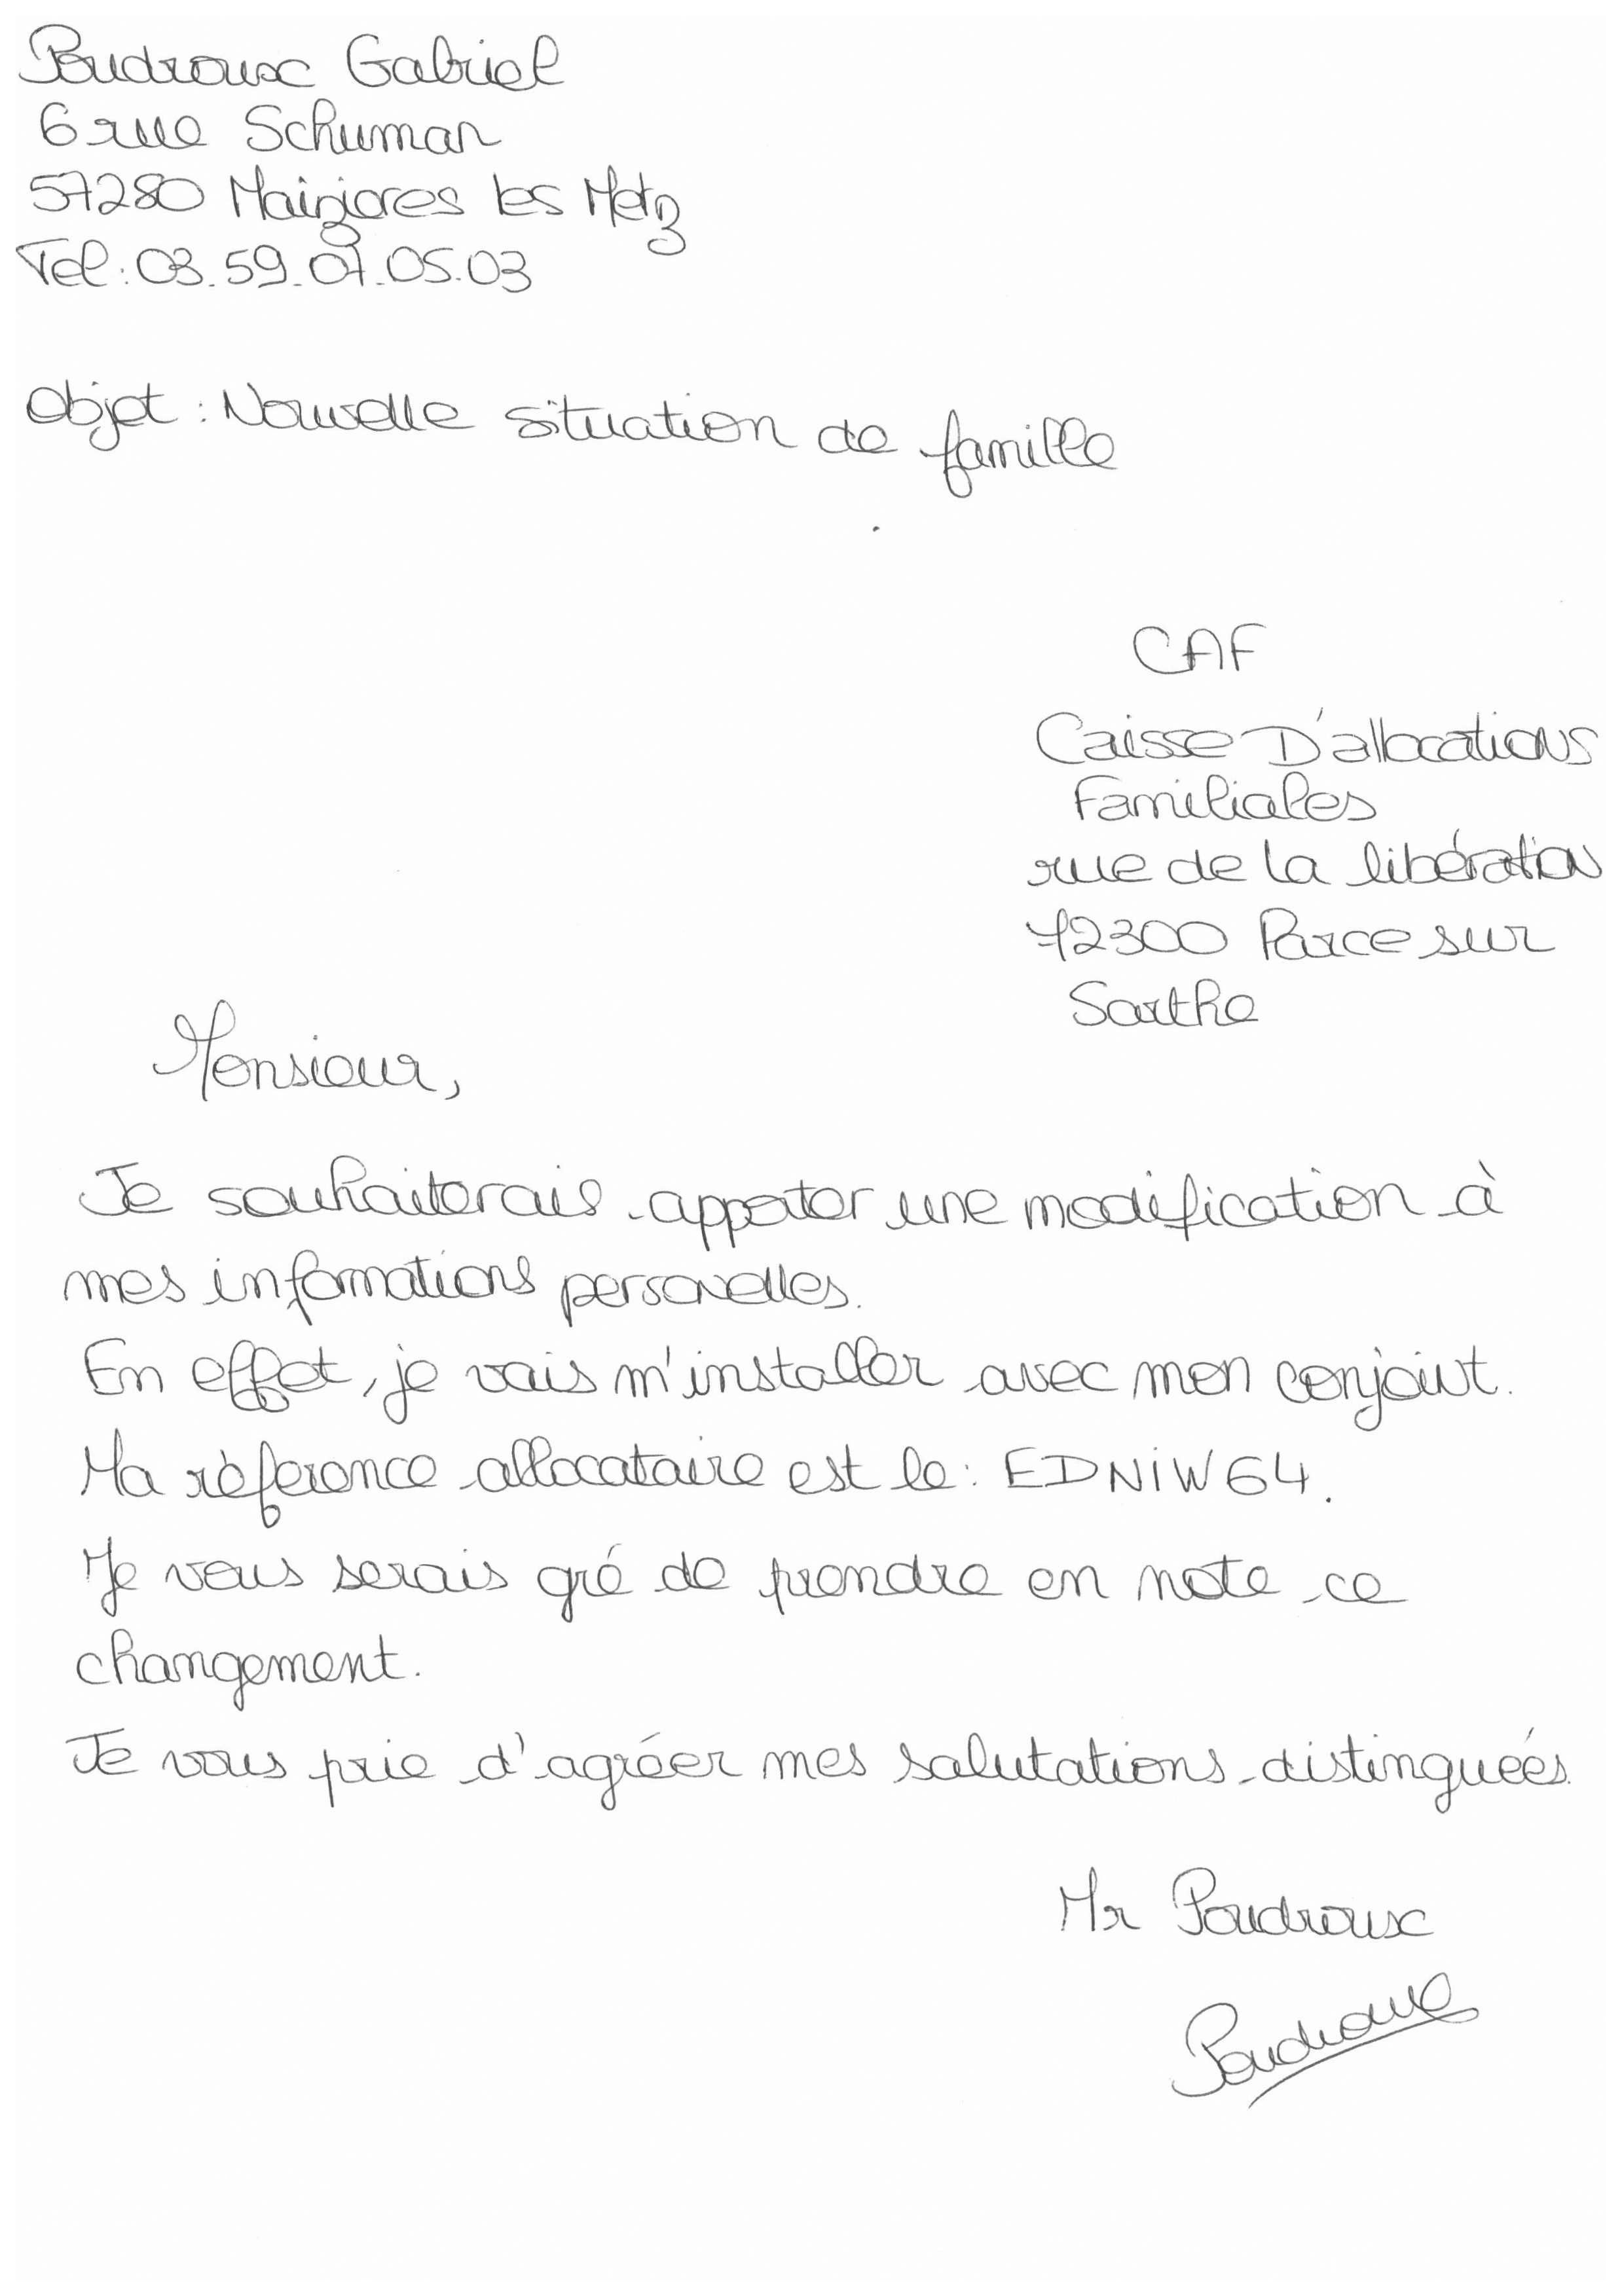 Poudroux Gabriel
6 rue Schuman
57280 Maizieres les Metz
Tel : 03.59.07.05.03
Objet : Nouvelle situation de famille
CAF
Caisse D'allocations
Familiales
rue de la libération
72300 Parce sur
Sarthe
Monsieur,
Je souhaiterais apporter une modification à
mes informations personelles.
En effet, je vais m'installer avec mon conjoint.
Ma réference allocataire est le : EDNIW64.
Je vous serais gré de prendre en note ce
changement.
Je vous prie d'agréer mes salutations distinguées.
Mr Poudroux
Poudroux